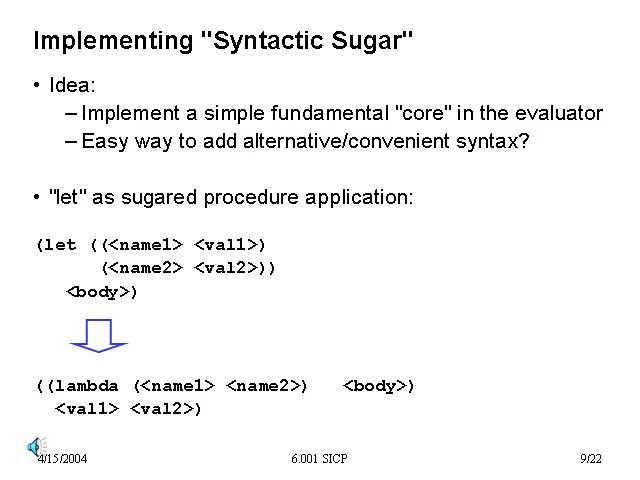 Implementing "Syntactic Sugar"
• Idea:
– Implement a simple fundamental "core" in the evaluator
– Easy way to add alternative/convenient syntax?
• "let" as sugared procedure application:
(let ((<name1> <val1>)
(<name2> <val2>))
<body>)
((lambda (<name1> <name2>) <body>)
<val1> <val2>)
4/15/2004 6.001 SICP 9/22